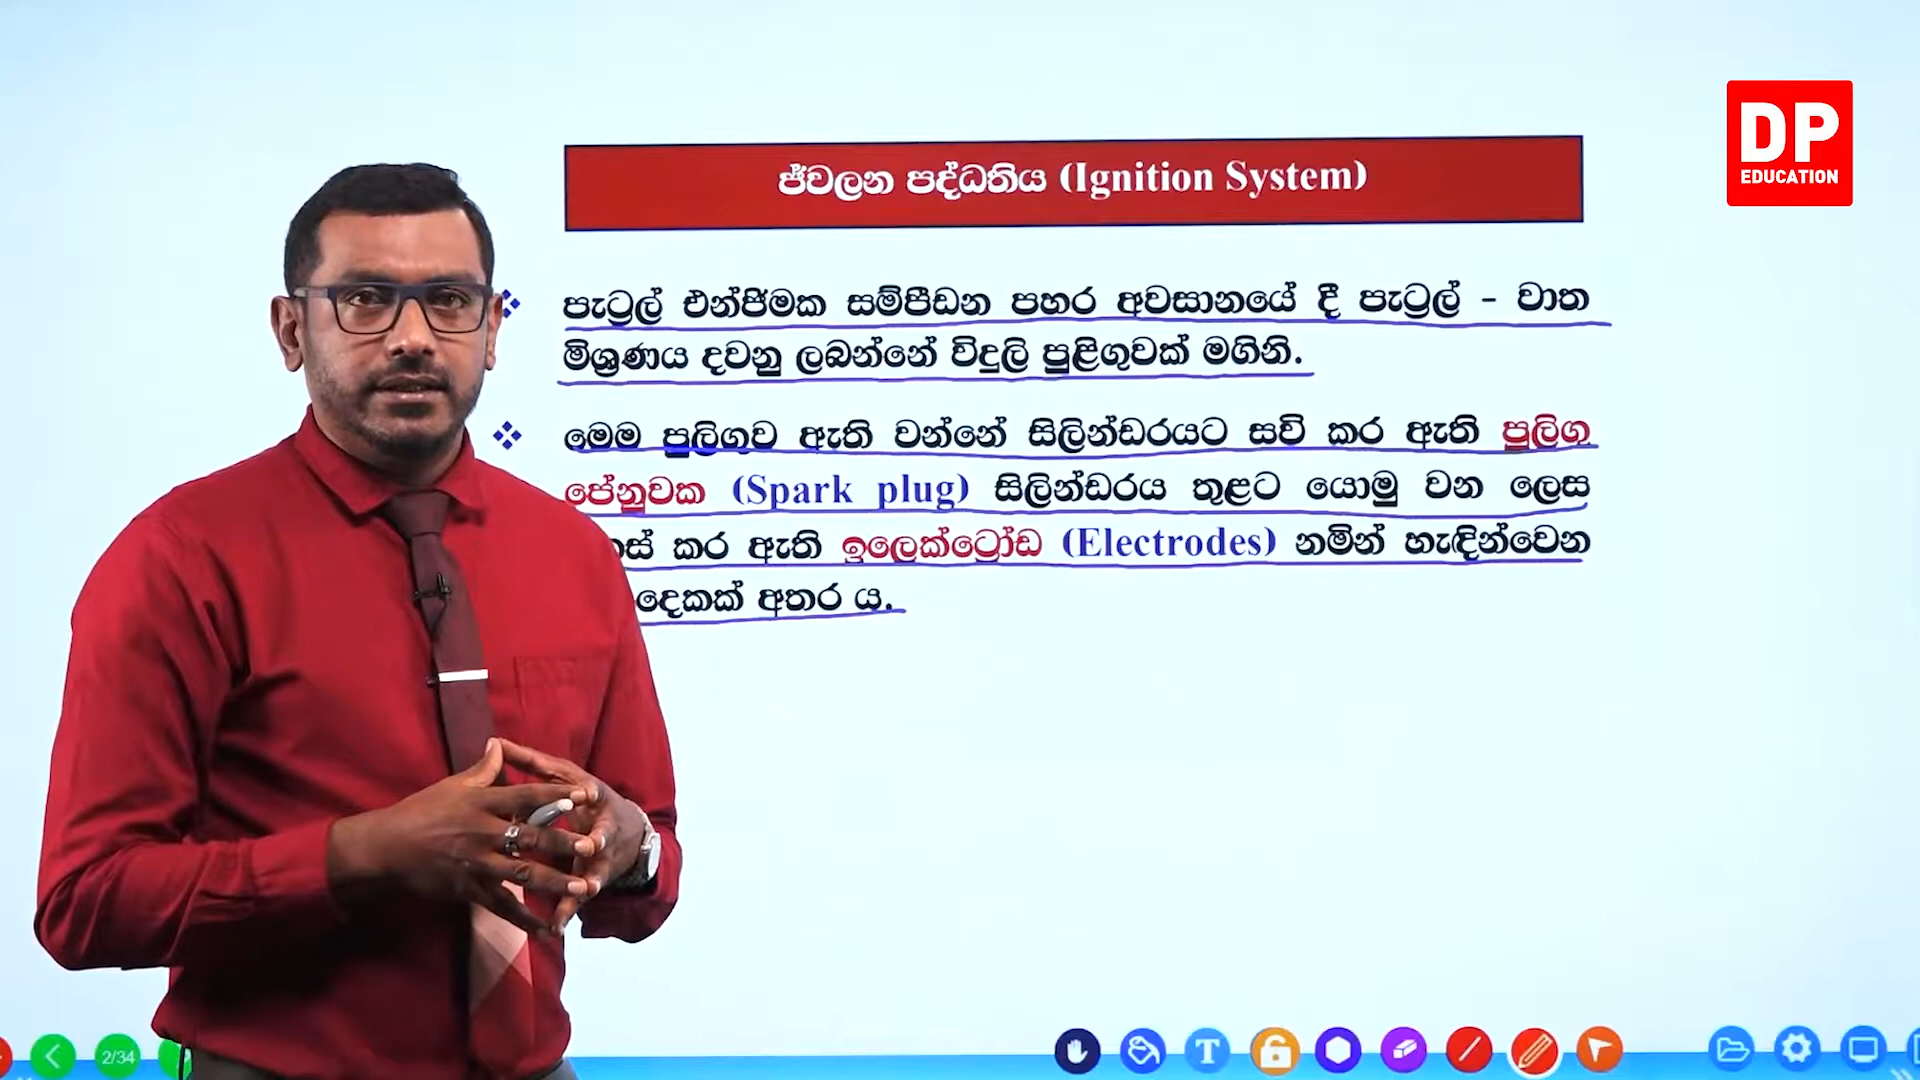 DP
EDUCATION
ජ්වලන පද්ධතිය (Ignition System)
පැට්‍රල් එන්ජිමක සම්පීඩන පහර අවසානයේ දී පැට්‍රල් - වාත
මිශ්‍රණය දවනු ලබන්නේ විදුලි පුළිගුවක් මගිනි.
මෙම පුලිගුව ඇති වන්නේ සිලින්ඩරයට සවි කර ඇති පුලිගු
පේනුවක (Spark plug) සිලින්ඩරය තුළට යොමු වන ලෙස
කර ඇති ඉලෙක්ට්‍රෝඩ (Electrodes) නමින් හැඳින්වෙන
දෙකක් අතර ය.
2/34
T